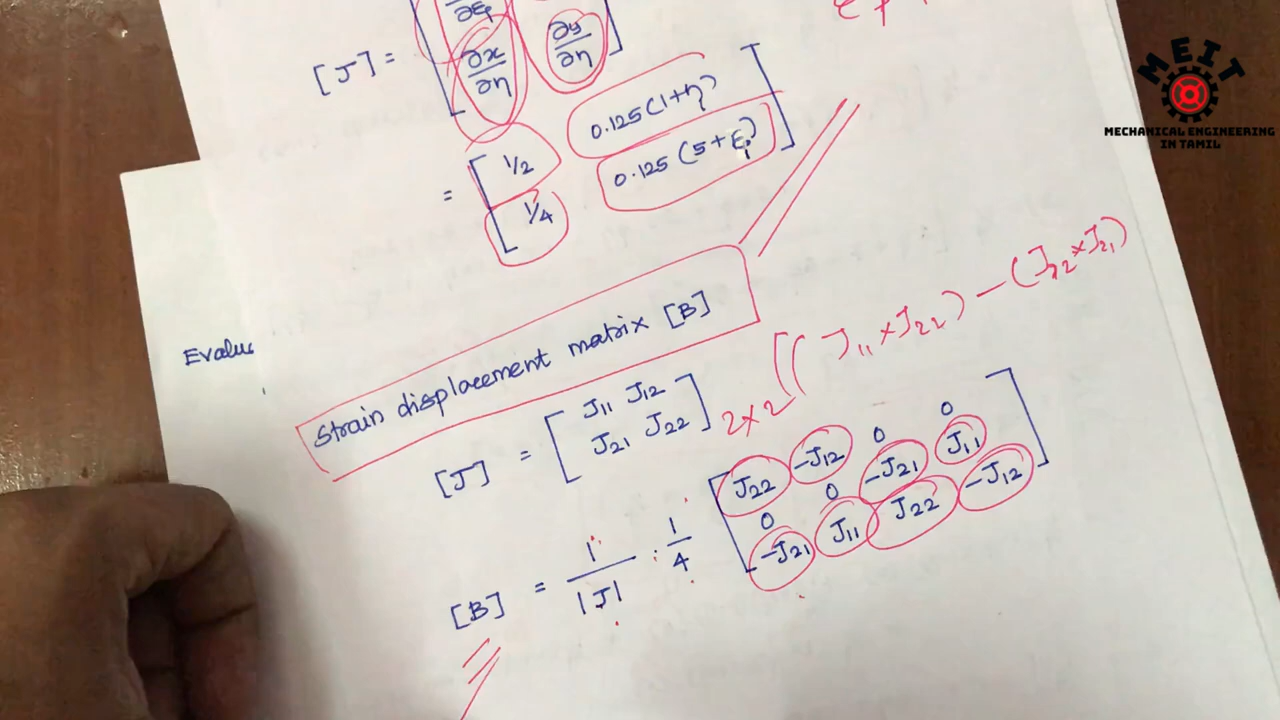 ∂ξ
[J] = [ ∂x/∂η ∂y/∂η ]
= [ 1/2 0.125(1+η)
1/4 0.125(5+ξ) ]
MEIT
MECHANICAL ENGINEERING
IN TAMIL
Evalu
Strain displacement matrix [B]
[J] = [ J11 J12
J21 J22 ] 2×2
[(J11×J22) − (J22×J21)
[B] = 1/|J| · 1/4 [ J22 -J12 0 0
0 0 -J21 J11
-J21 J11 J22 -J12 ]